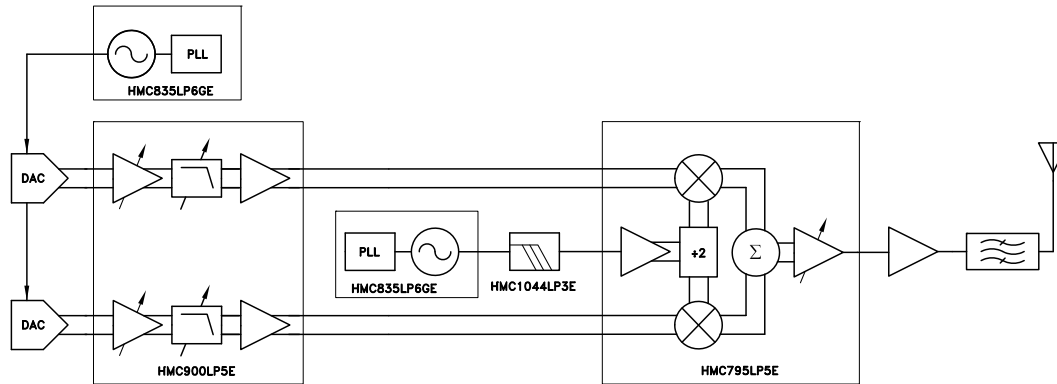 PLL
HMC835LP6GE
DAC
PLL
÷2
Σ
HMC835LP6GE
HMC1044LP3E
DAC
HMC900LP5E
HMC795LP5E